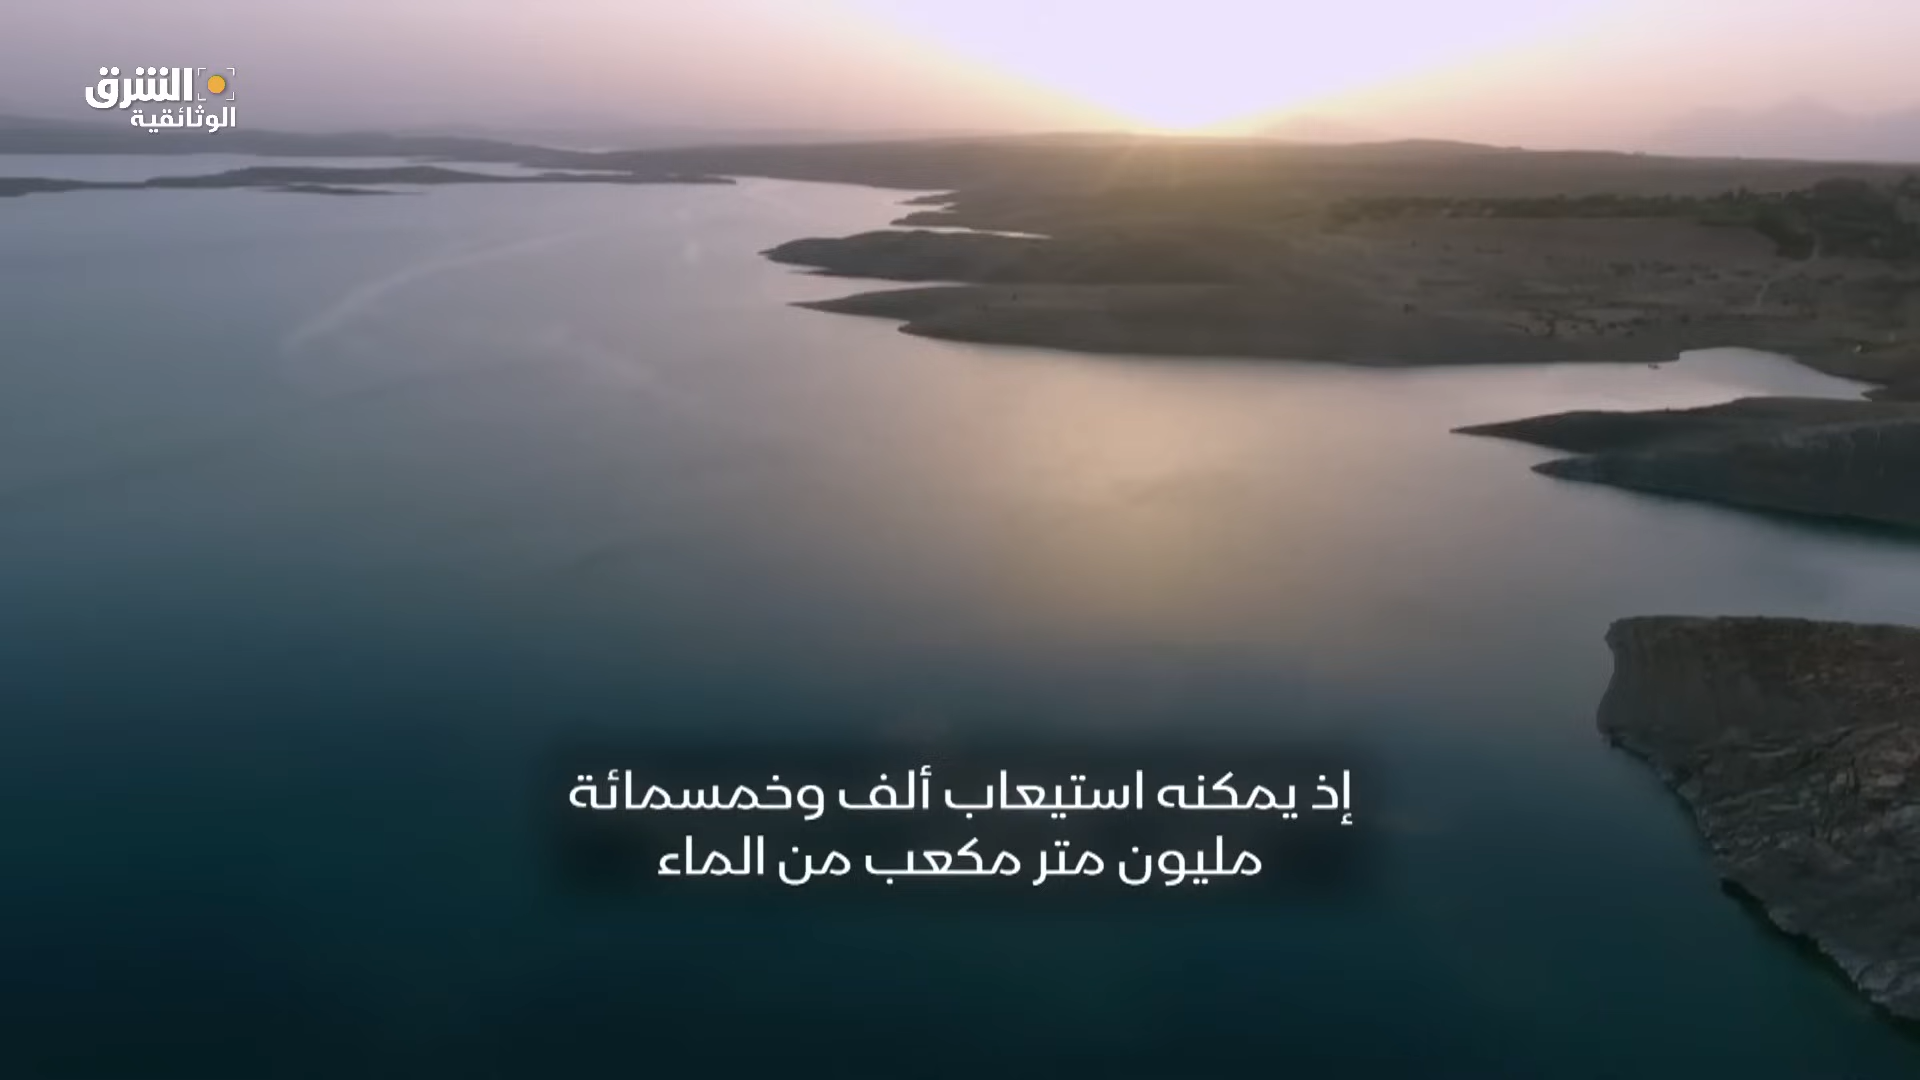 الشرق
الوثائقية
إذ يمكنه استيعاب ألف وخمسمائة
مليون متر مكعب من الماء